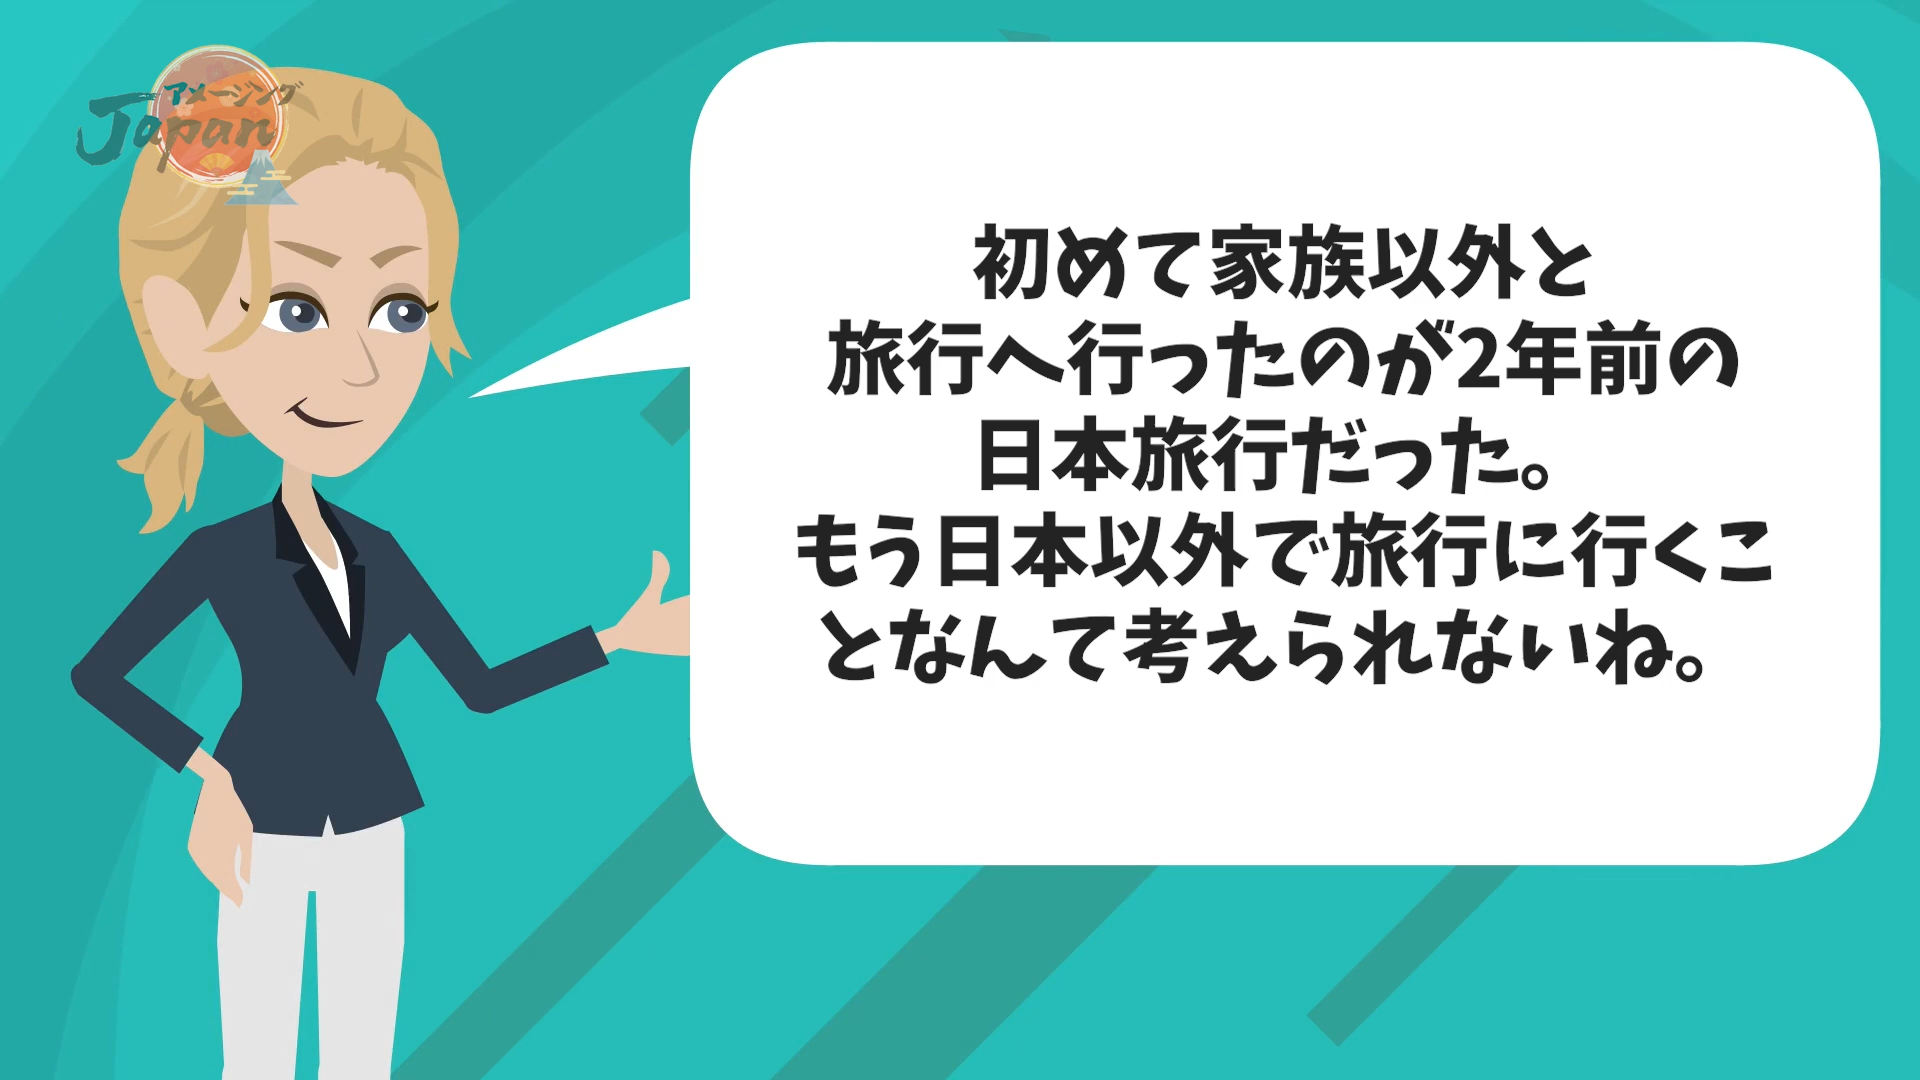 アメージング
Japan
初めて家族以外と
旅行へ行ったのが2年前の
日本旅行だった。
もう日本以外で旅行に行くこ
となんて考えられないね。